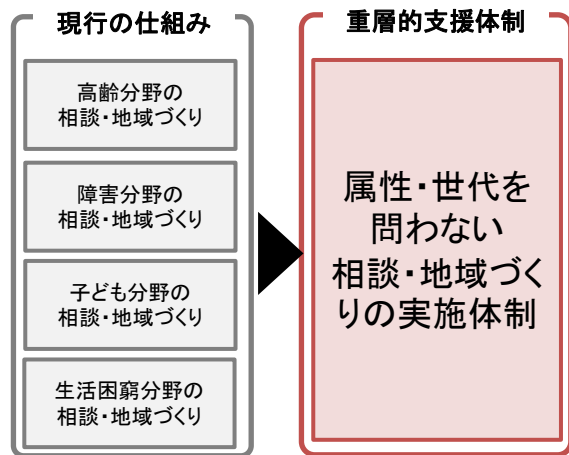 現行の仕組み
高齢分野の
相談・地域づくり
障害分野の
相談・地域づくり
子ども分野の
相談・地域づくり
生活困窮分野の
相談・地域づくり
重層的支援体制
属性・世代を
問わない
相談・地域づく
りの実施体制